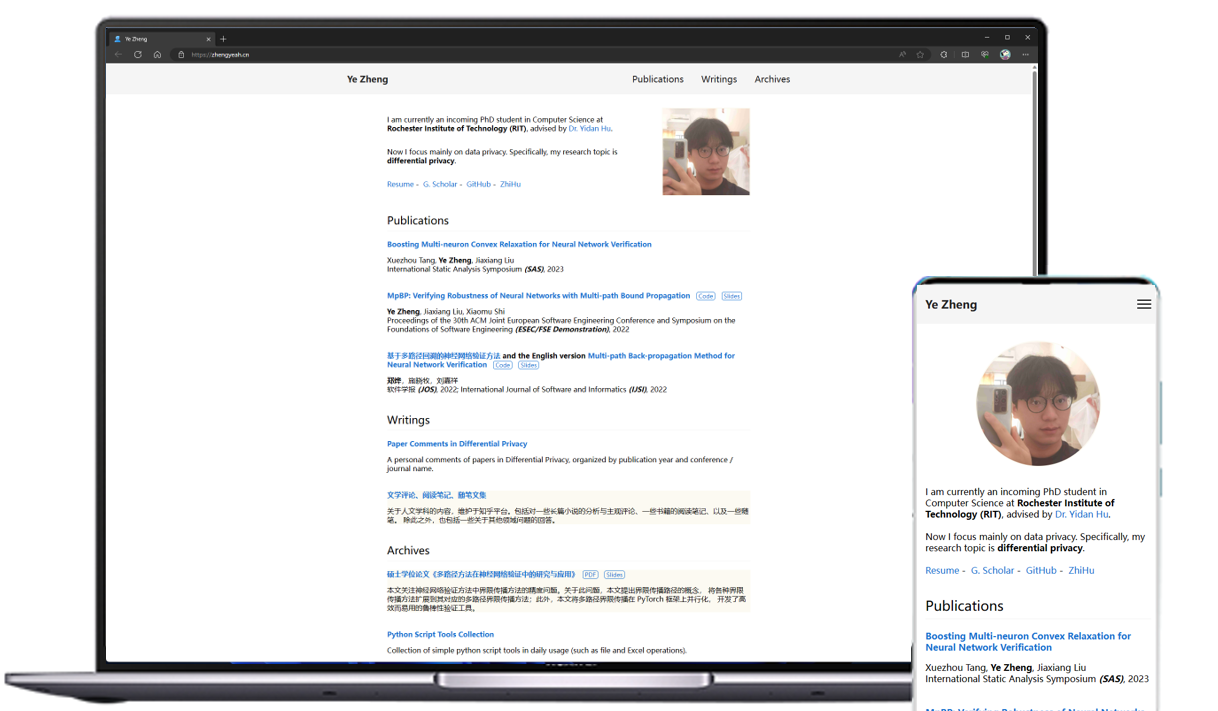 Ye Zheng
https://zhengyeah.cn
Ye Zheng
Publications
Writings
Archives
I am currently an incoming PhD student in Computer Science at
Rochester Institute of Technology (RIT), advised by Dr. Yidan Hu.
Now I focus mainly on data privacy. Specifically, my research topic is
differential privacy.
Resume - G. Scholar - GitHub - ZhiHu
Publications
Boosting Multi-neuron Convex Relaxation for Neural Network Verification
Xuezhou Tang, Ye Zheng, Jiaxiang Liu
International Static Analysis Symposium (SAS), 2023
MpBP: Verifying Robustness of Neural Networks with Multi-path Bound Propagation Code Slides
Ye Zheng, Jiaxiang Liu, Xiaomu Shi
Proceedings of the 30th ACM Joint European Software Engineering Conference and Symposium on the
Foundations of Software Engineering (ESEC/FSE Demonstration), 2022
基于多路径回溯的神经网络验证方法 and the English version Multi-path Back-propagation Method for
Neural Network Verification Code Slides
郑烨，施晓牧，刘嘉祥
软件学报 (JOS), 2022; International Journal of Software and Informatics (IJSI), 2022
Writings
Paper Comments in Differential Privacy
A personal comments of papers in Differential Privacy, organized by publication year and conference /
journal name.
文学评论、阅读笔记、随笔文集
关于人文学科的内容，维护于知乎平台。包括对一些长篇小说的分析与主观评论、一些书籍的阅读笔记、以及一些随
笔。 除此之外，也包括一些关于其他领域问题的回答。
Archives
硕士学位论文《多路径方法在神经网络验证中的研究与应用》 PDF Slides
本文关注神经网络验证方法中界限传播方法的精度问题。关于此问题，本文提出界限传播路径的概念， 将各种界限
传播方法扩展到其对应的多路径界限传播方法；此外，本文将多路径界限传播在 PyTorch 框架上并行化， 开发了高
效而易用的鲁棒性验证工具。
Python Script Tools Collection
Collection of simple python script tools in daily usage (such as file and Excel operations).
Ye Zheng
I am currently an incoming PhD student in
Computer Science at Rochester Institute of
Technology (RIT), advised by Dr. Yidan Hu.
Now I focus mainly on data privacy. Specifically, my
research topic is differential privacy.
Resume - G. Scholar - GitHub - ZhiHu
Publications
Boosting Multi-neuron Convex Relaxation for
Neural Network Verification
Xuezhou Tang, Ye Zheng, Jiaxiang Liu
International Static Analysis Symposium (SAS), 2023
MpBP: Verifying Robustness of Neural Networks